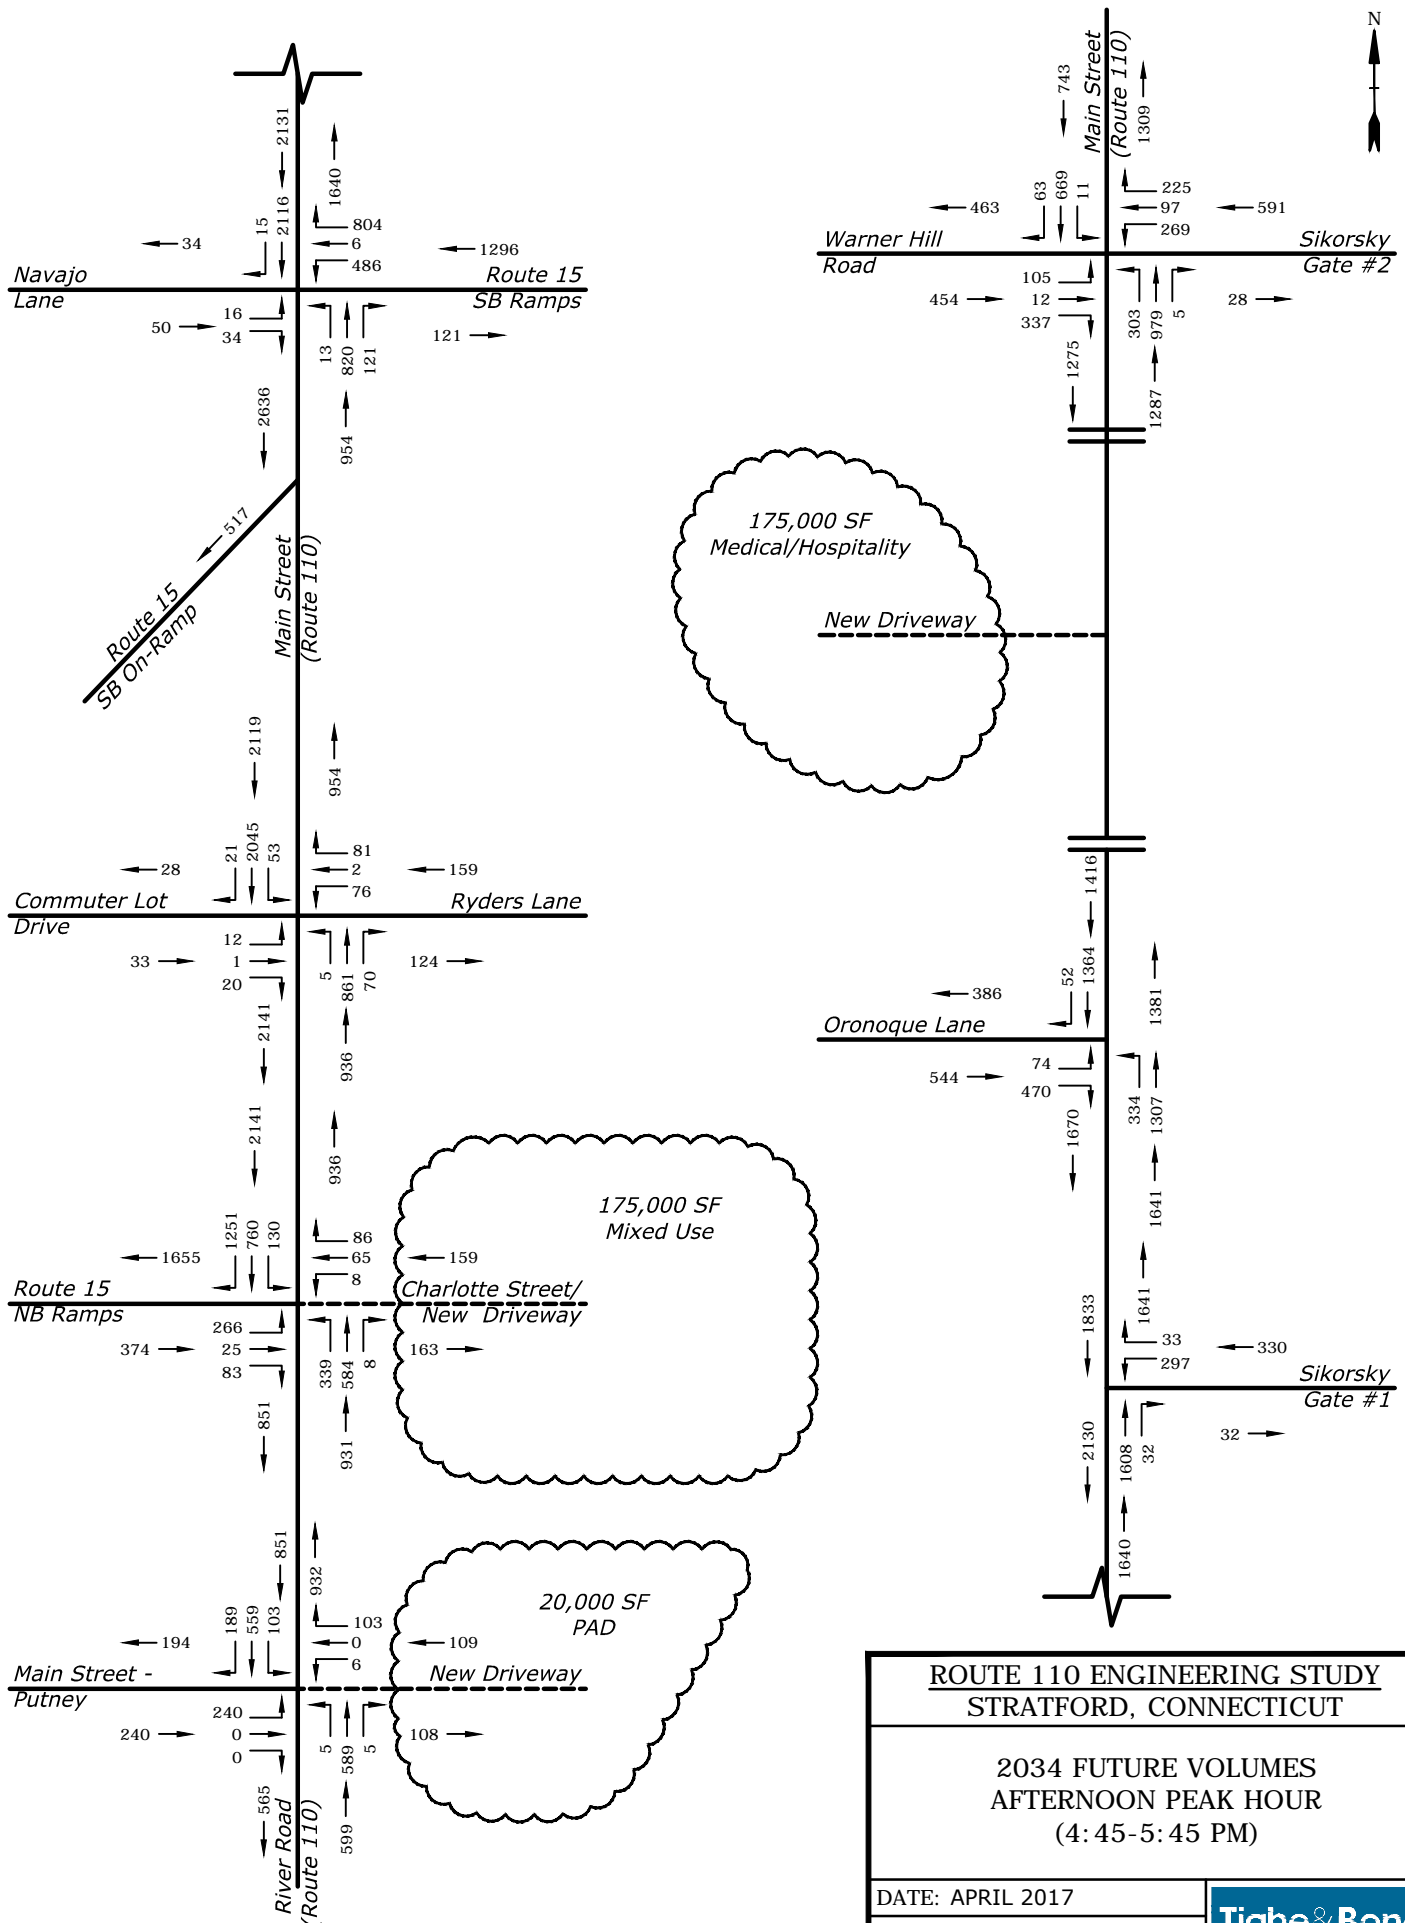 2131
1640
15
2116
804
6
486
34
1296
Navajo
Lane
Route 15
SB Ramps
50
16
34
13
820
121
121
2636
954
517
Route 15
SB On-Ramp
Main Street
(Route 110)
2119
954
21
2045
53
81
2
76
28
159
Commuter Lot
Drive
Ryders Lane
33
12
1
20
5
861
70
124
2141
936
2141
936
1251
760
130
86
65
8
1655
159
Route 15
NB Ramps
Charlotte Street/
New Driveway
374
266
25
83
339
584
8
163
851
931
175,000 SF
Mixed Use
851
932
189
559
103
103
0
6
194
109
Main Street -
Putney
New Driveway
240
240
0
0
5
589
5
108
565
599
River Road
(Route 110)
20,000 SF
PAD
N
743
Main Street
(Route 110)
1309
63
669
11
225
97
269
463
591
Warner Hill
Road
Sikorsky
Gate #2
454
105
12
337
303
979
5
28
1275
1287
175,000 SF
Medical/Hospitality
New Driveway
1416
52
1364
386
1381
Oronoque Lane
544
74
470
334
1307
1670
1641
1833
1641
33
297
330
Sikorsky
Gate #1
2130
1608
32
32
1640
ROUTE 110 ENGINEERING STUDY
STRATFORD, CONNECTICUT
2034 FUTURE VOLUMES
AFTERNOON PEAK HOUR
(4:45-5:45 PM)
DATE: APRIL 2017
Tighe&Bon